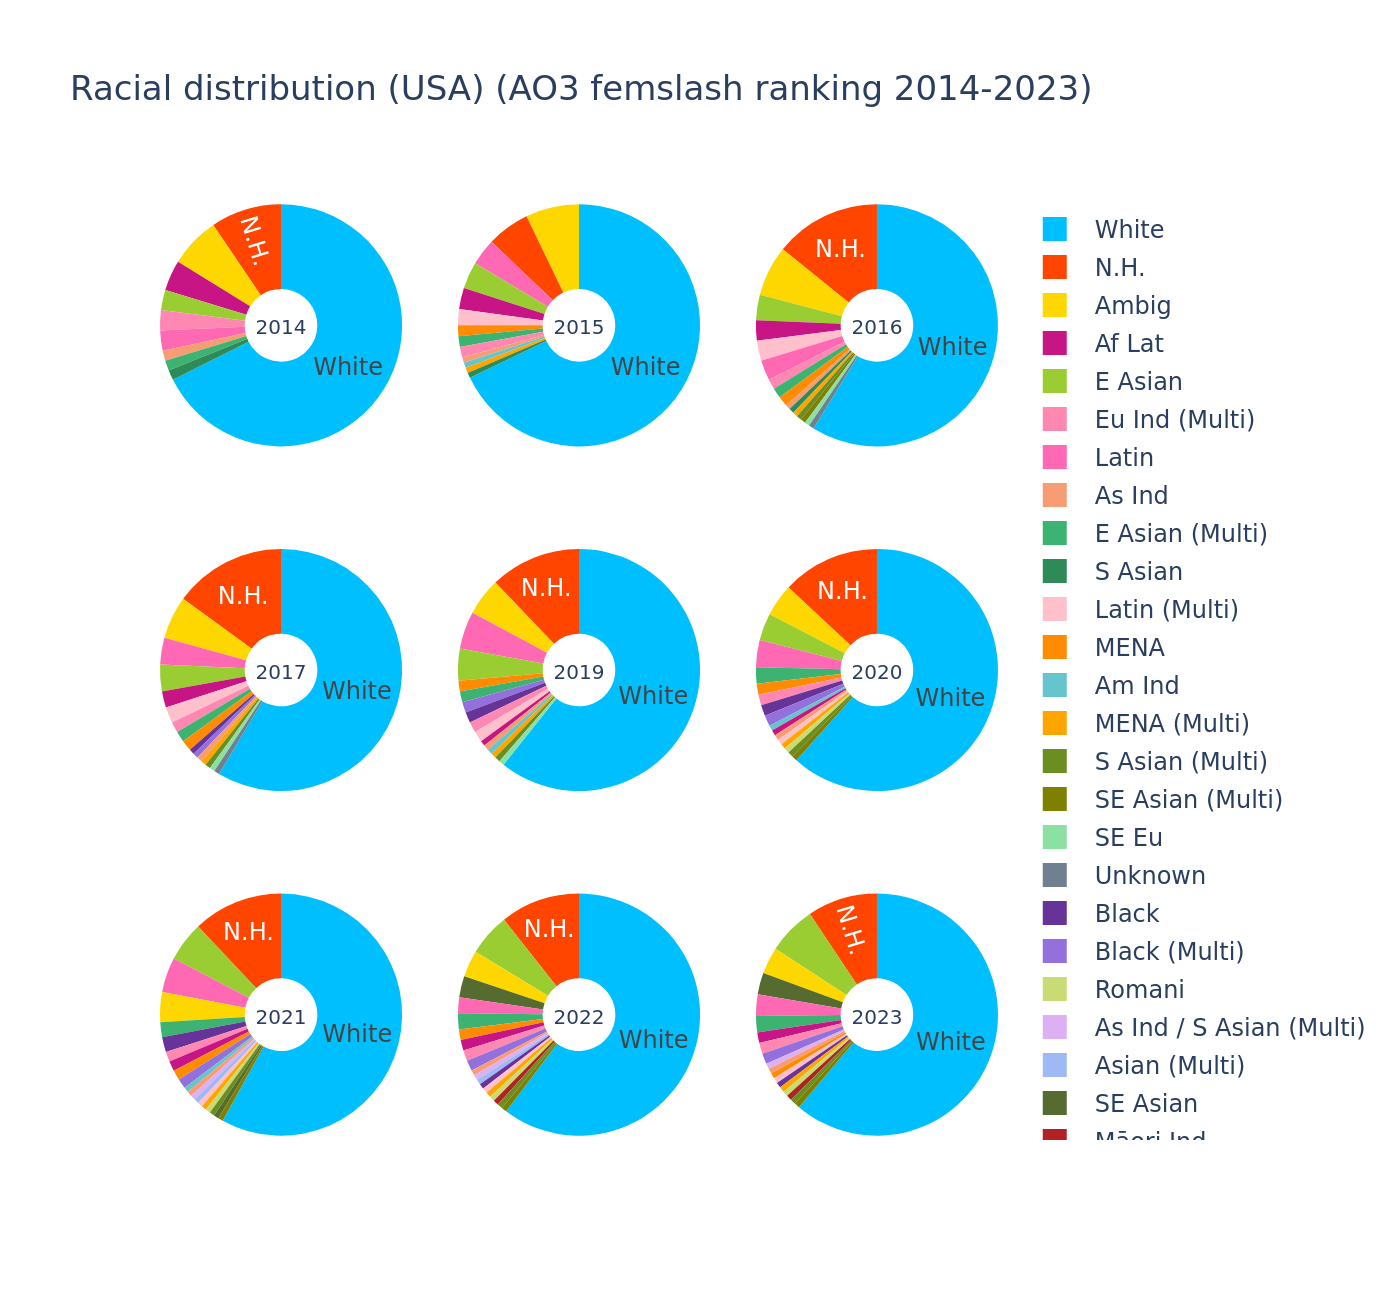 Racial distribution (USA) (AO3 femslash ranking 2014-2023)
N.H.
2014
White
2015
White
N.H.
2016
White
N.H.
2017
White
N.H.
2019
White
N.H.
2020
White
N.H.
2021
White
N.H.
2022
White
N.H.
2023
White
White
N.H.
Ambig
Af Lat
E Asian
Eu Ind (Multi)
Latin
As Ind
E Asian (Multi)
S Asian
Latin (Multi)
MENA
Am Ind
MENA (Multi)
S Asian (Multi)
SE Asian (Multi)
SE Eu
Unknown
Black
Black (Multi)
Romani
As Ind / S Asian (Multi)
Asian (Multi)
SE Asian
Māori Ind